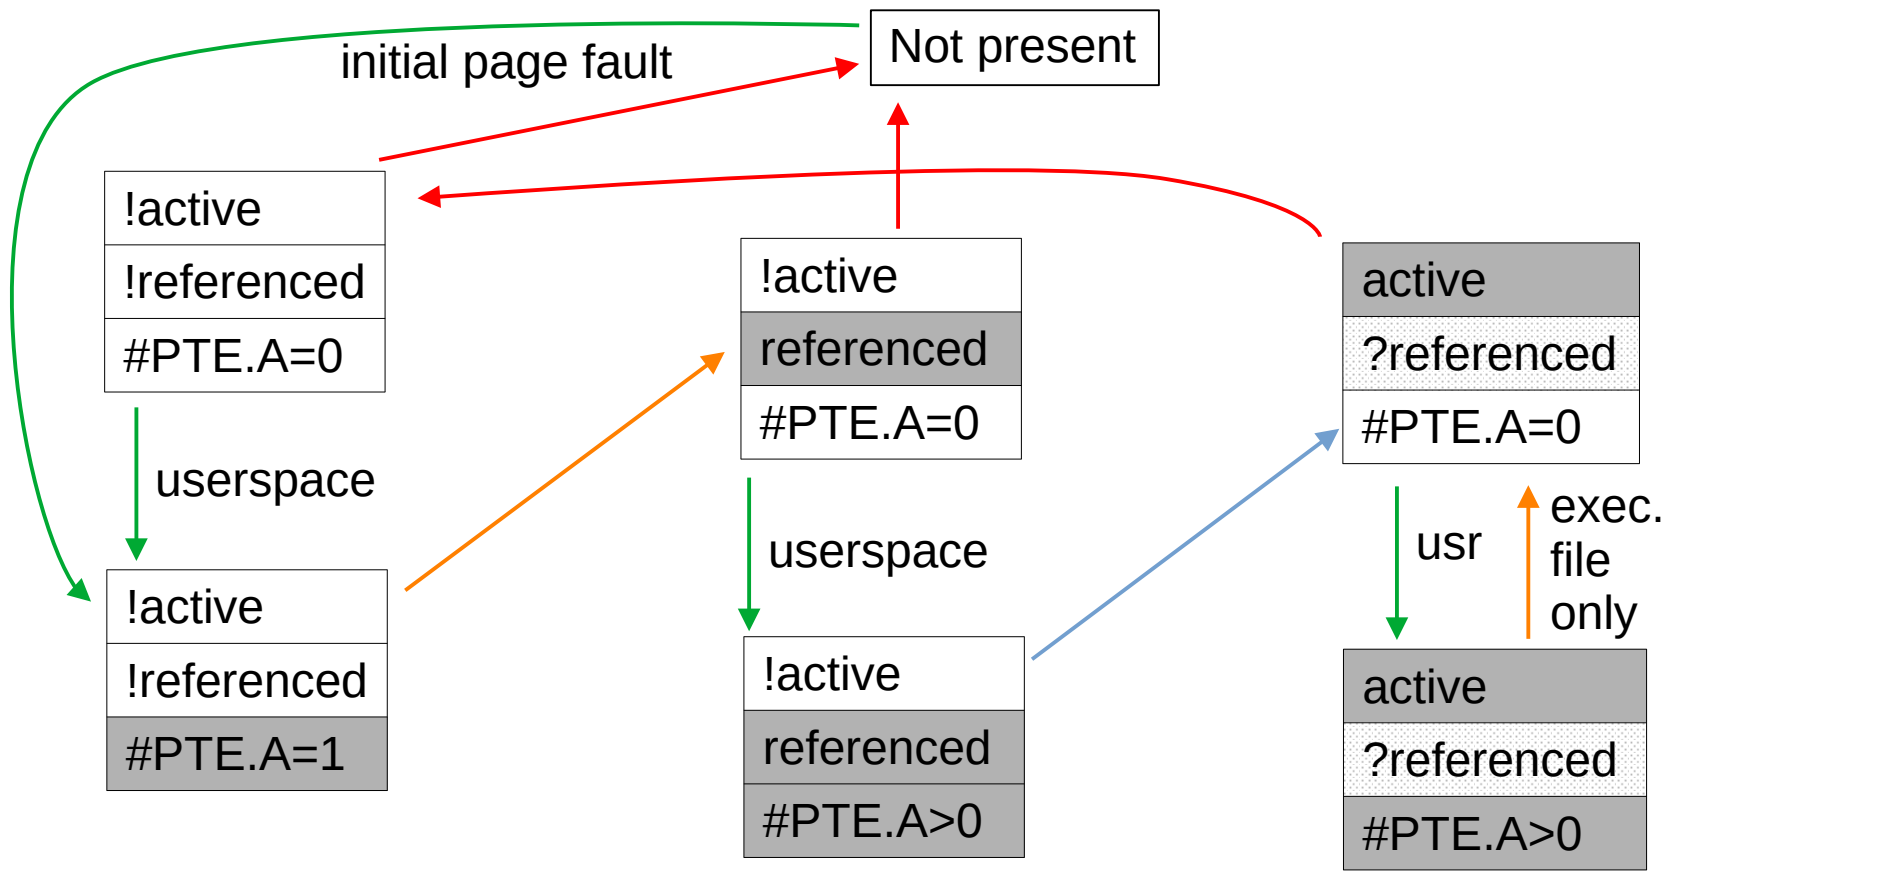 Not present
initial page fault
!active
!referenced
#PTE.A=0
userspace
!active
!referenced
#PTE.A=1
!active
referenced
#PTE.A=0
userspace
!active
referenced
#PTE.A>0
active
?referenced
#PTE.A=0
usr
exec.
file
only
active
?referenced
#PTE.A>0